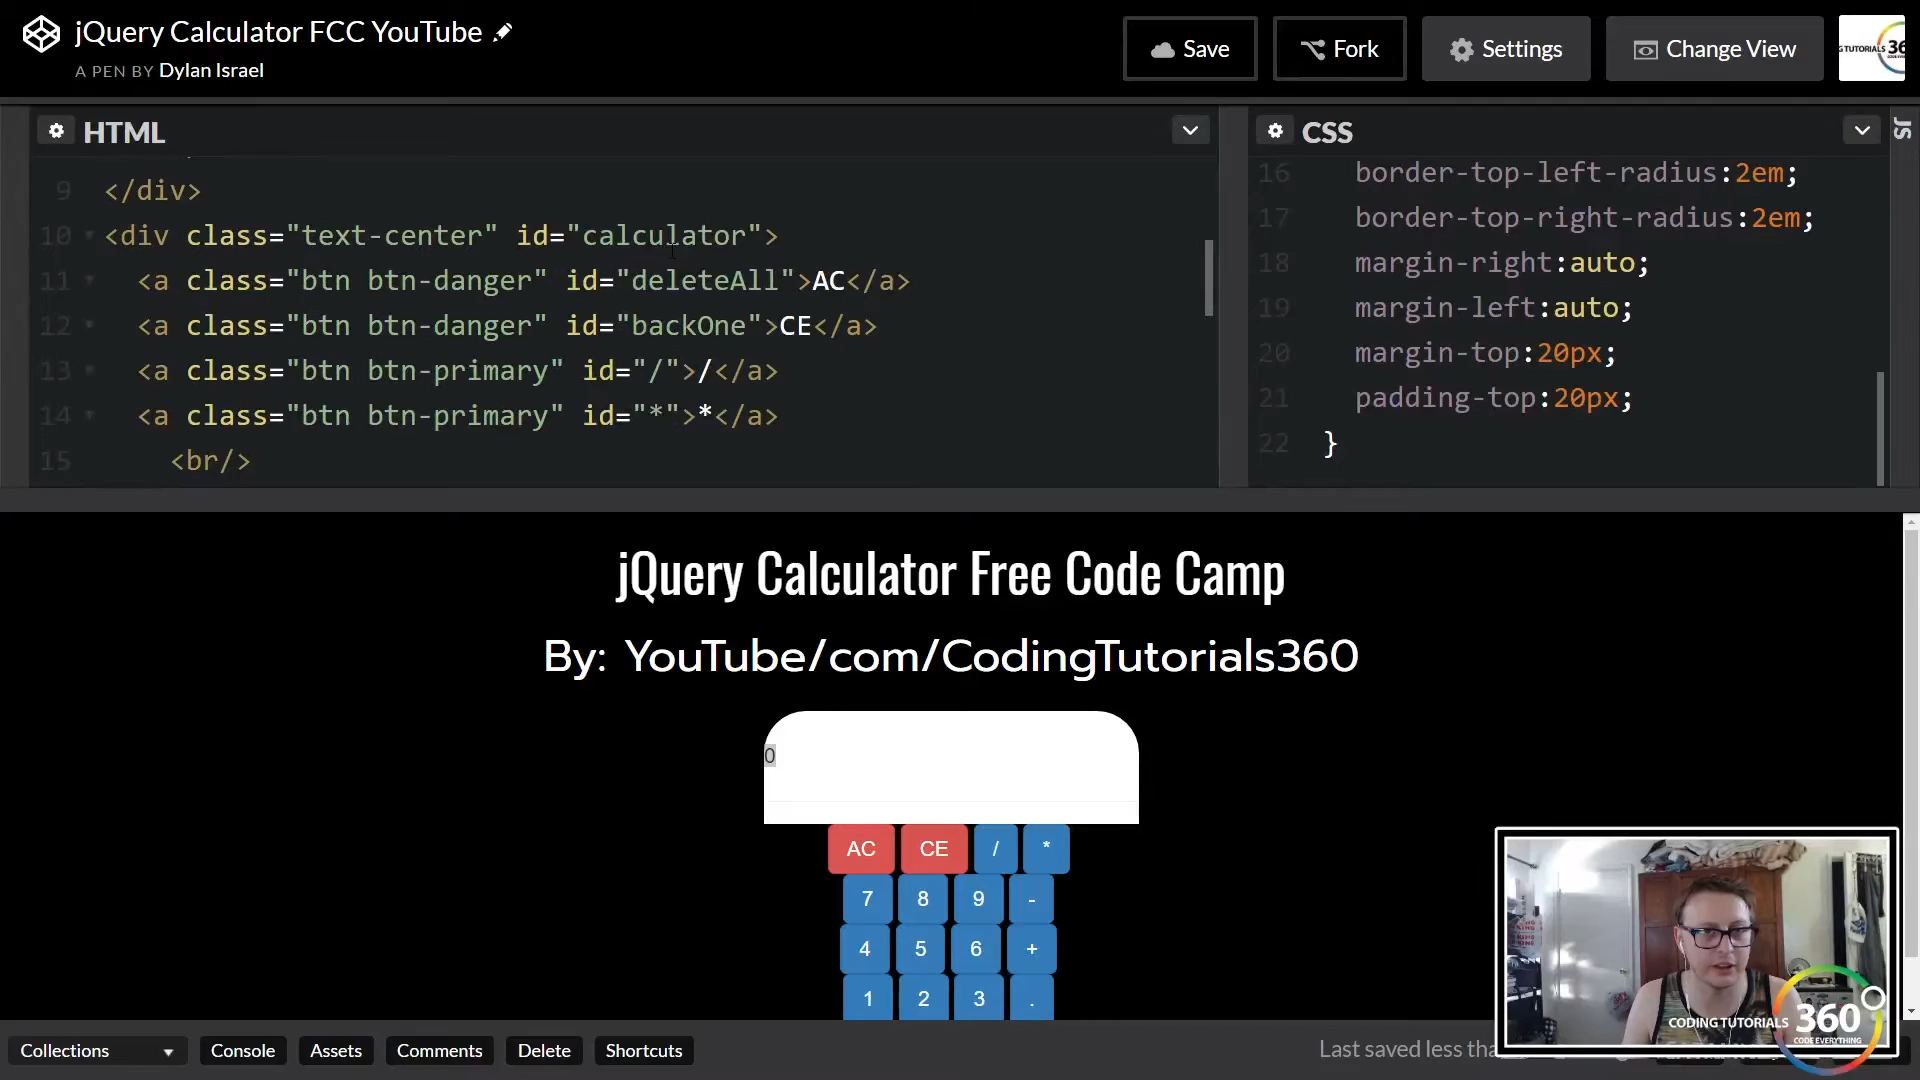 jQuery Calculator FCC YouTube
A PEN BY Dylan Israel
Save
Fork
Settings
Change View
TUTORIALS 36
HTML
9 </div>
10 <div class="text-center" id="calculator">
11 <a class="btn btn-danger" id="deleteAll">AC</a>
12 <a class="btn btn-danger" id="backOne">CE</a>
13 <a class="btn btn-primary" id="/">/</a>
14 <a class="btn btn-primary" id="*">*</a>
15 <br/>
CSS
16 border-top-left-radius:2em;
17 border-top-right-radius:2em;
18 margin-right:auto;
19 margin-left:auto;
20 margin-top:20px;
21 padding-top:20px;
22 }
JS
jQuery Calculator Free Code Camp
By: YouTube/com/CodingTutorials360
0
AC CE / *
7 8 9 -
4 5 6 +
1 2 3 .
CODING TUTORIALS 360
CODE EVERYTHING
Collections
Console
Assets
Comments
Delete
Shortcuts
Last saved less tha